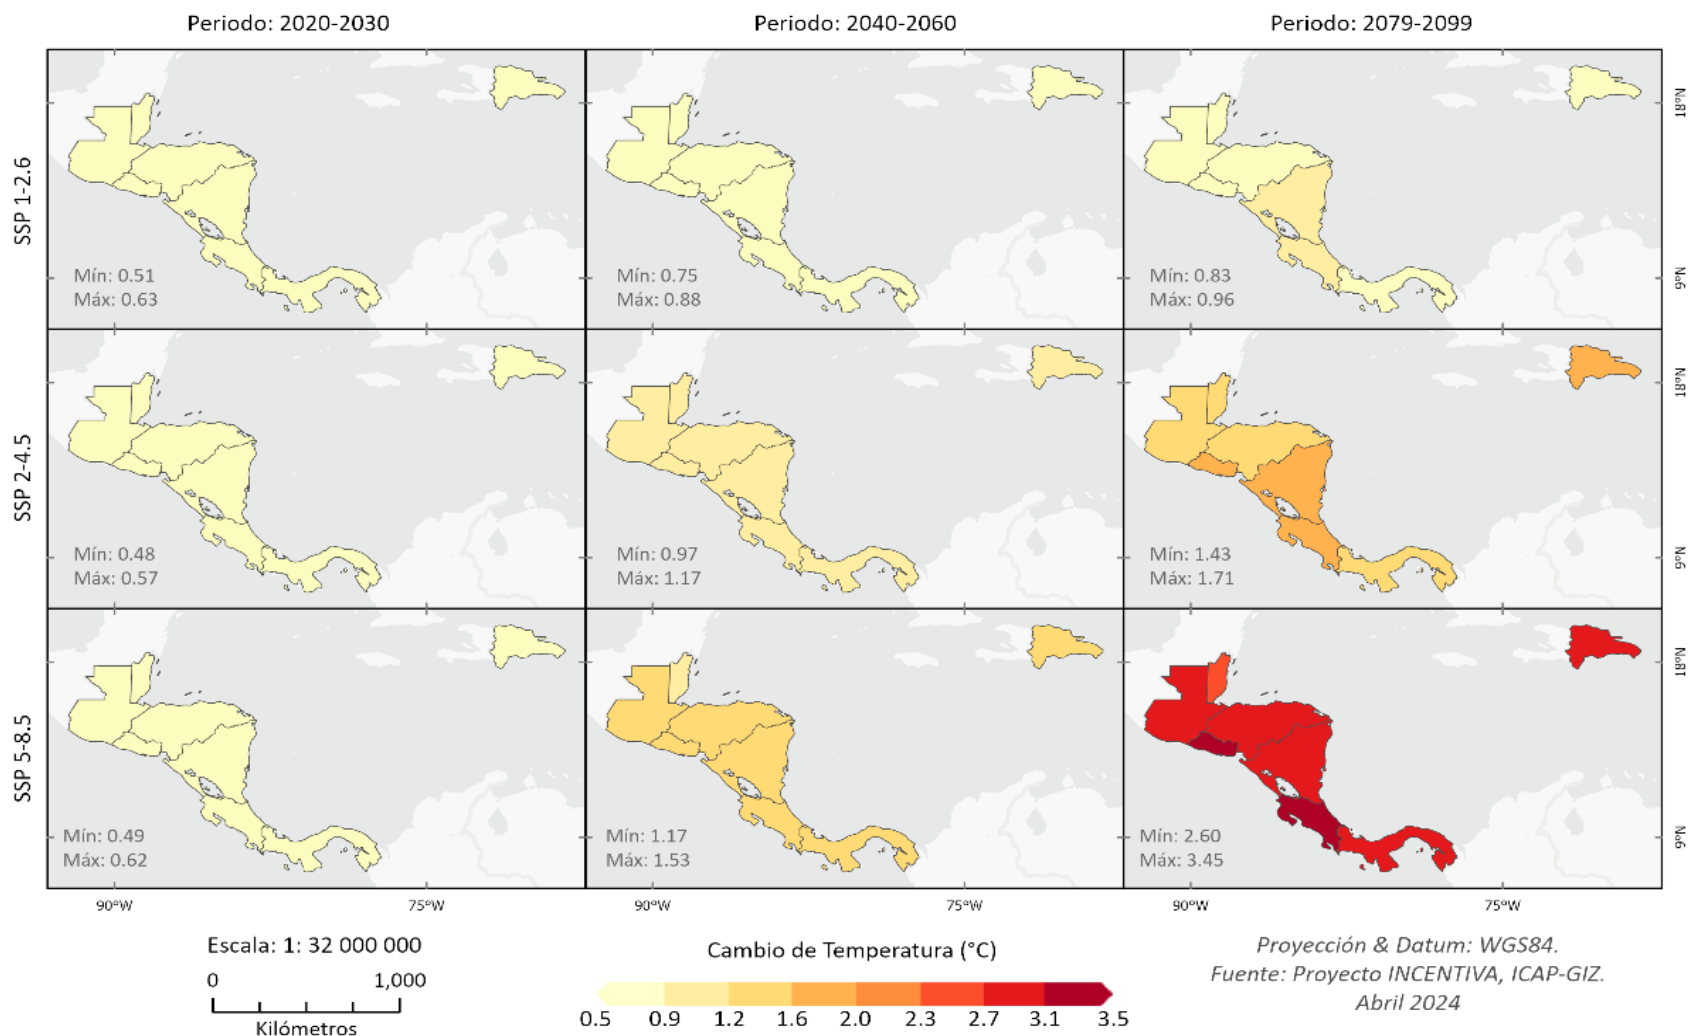 Periodo: 2020-2030
Periodo: 2040-2060
Periodo: 2079-2099
SSP 1-2.6
Mín: 0.51
Máx: 0.63
Mín: 0.75
Máx: 0.88
Mín: 0.83
Máx: 0.96
18°N
9°N
SSP 2-4.5
Mín: 0.48
Máx: 0.57
Mín: 0.97
Máx: 1.17
Mín: 1.43
Máx: 1.71
18°N
9°N
SSP 5-8.5
Mín: 0.49
Máx: 0.62
Mín: 1.17
Máx: 1.53
Mín: 2.60
Máx: 3.45
18°N
9°N
90°W 75°W 90°W 75°W 90°W 75°W
Escala: 1: 32 000 000
0 1,000
Kilómetros
Cambio de Temperatura (°C)
0.5 0.9 1.2 1.6 2.0 2.3 2.7 3.1 3.5
Proyección & Datum: WGS84.
Fuente: Proyecto INCENTIVA, ICAP-GIZ.
Abril 2024